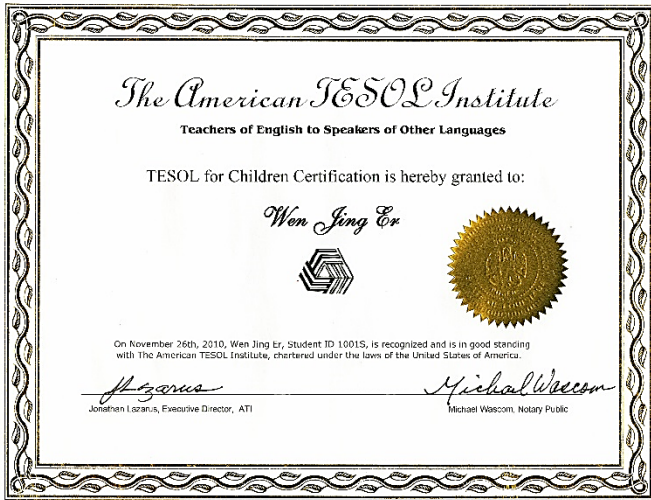 The American TESOL Institute
Teachers of English to Speakers of Other Languages
TESOL for Children Certification is hereby granted to:
Wen Jing Er
On November 26th, 2010, Wen Jing Er, Student ID 1001S, is recognized and is in good standing
with The American TESOL Institute, chartered under the laws of the United States of America.
JLazarus
Michael Wascom
Jonathan Lazarus, Executive Director, ATI
Michael Wascom, Notary Public